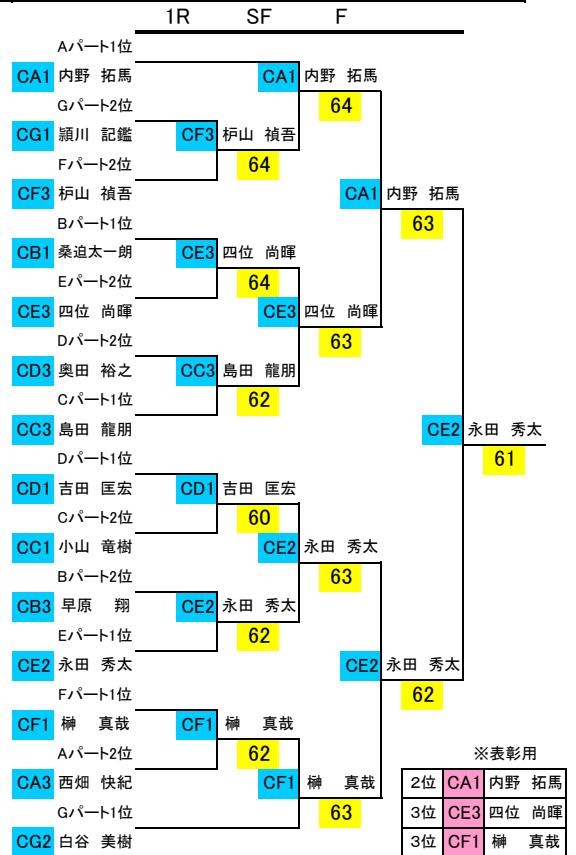 1R SF F
Aパート1位
CA1 内野 拓馬 CA1 内野 拓馬
Gパート2位 64
CG1 頴川 記鑑 CF3 枦山 禎吾
Fパート2位 64
CF3 枦山 禎吾 CA1 内野 拓馬
Bパート1位 63
CB1 桑迫太一朗 CE3 四位 尚暉
Eパート2位 64
CE3 四位 尚暉 CE3 四位 尚暉
Dパート2位 63
CD3 奥田 裕之 CC3 島田 龍朋
Cパート1位 62
CC3 島田 龍朋 CE2 永田 秀太
Dパート1位 61
CD1 吉田 匡宏 CD1 吉田 匡宏
Cパート2位 60
CC1 小山 竜樹 CE2 永田 秀太
Bパート2位 63
CB3 早原 翔 CE2 永田 秀太
Eパート1位 62
CE2 永田 秀太 CE2 永田 秀太
Fパート1位 62
CF1 榊 真哉 CF1 榊 真哉
Aパート2位 62 ※表彰用
CA3 西畑 快紀 CF1 榊 真哉 2位 CA1 内野 拓馬
Gパート1位 63 3位 CE3 四位 尚暉
CG2 白谷 美樹 3位 CF1 榊 真哉